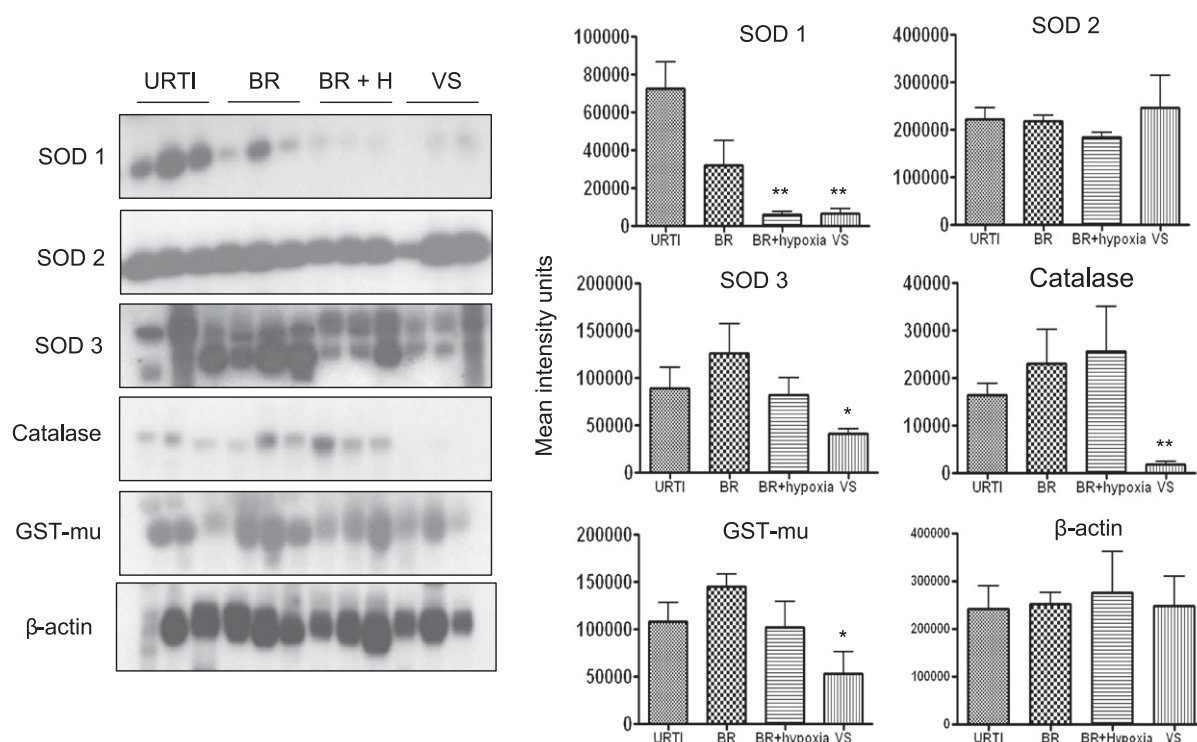 URTI BR BR + H VS
SOD 1
SOD 2
SOD 3
Catalase
GST-mu
β-actin
Mean intensity units
SOD 1
100000
80000
60000
40000
20000
0
** **
URTI BR BR+hypoxia VS
SOD 2
400000
300000
200000
100000
0
URTI BR BR+hypoxia VS
SOD 3
200000
150000
100000
50000
0
*
URTI BR BR+hypoxia VS
Catalase
40000
30000
20000
10000
0
**
URTI BR BR+hypoxia VS
GST-mu
200000
150000
100000
50000
0
*
URTI BR BR+hypoxia VS
β-actin
400000
300000
200000
100000
0
URTI BR BR+Hypoxia VS